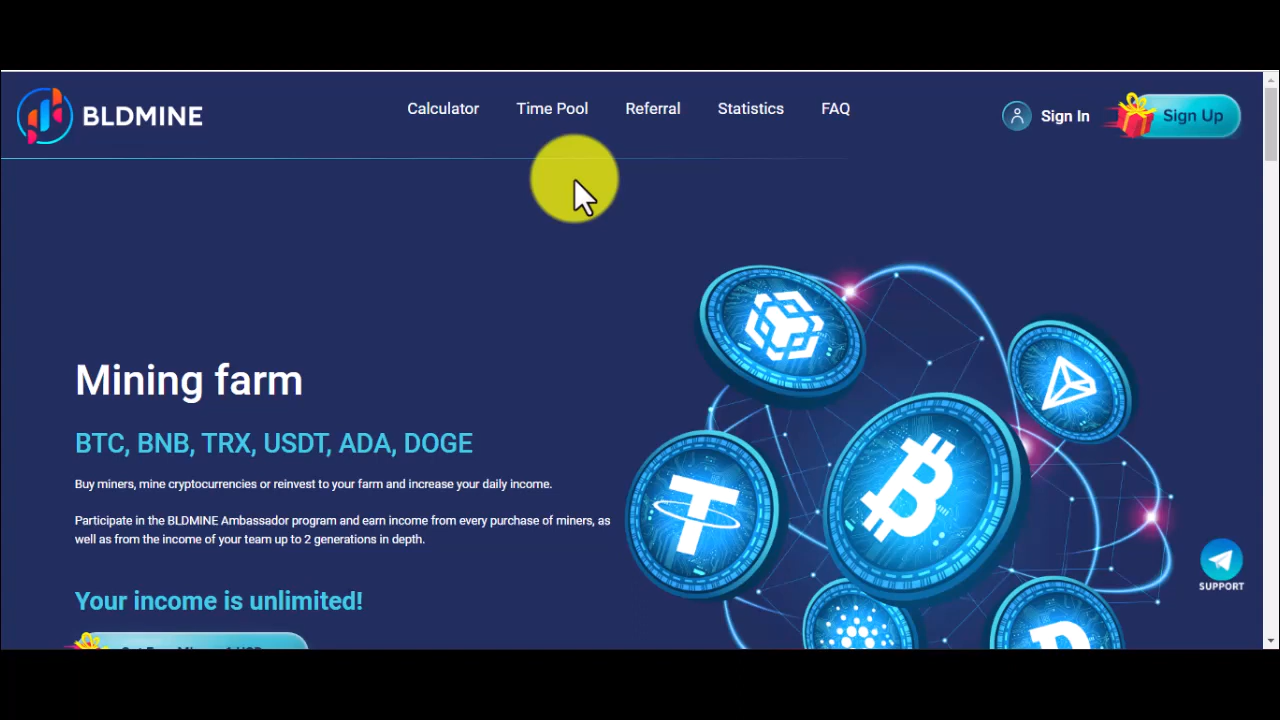 BLDMINE
Calculator
Time Pool
Referral
Statistics
FAQ
Sign In
Sign Up
Mining farm
BTC, BNB, TRX, USDT, ADA, DOGE
Buy miners, mine cryptocurrencies or reinvest to your farm and increase your daily income.
Participate in the BLDMINE Ambassador program and earn income from every purchase of miners, as
well as from the income of your team up to 2 generations in depth.
Your income is unlimited!
SUPPORT